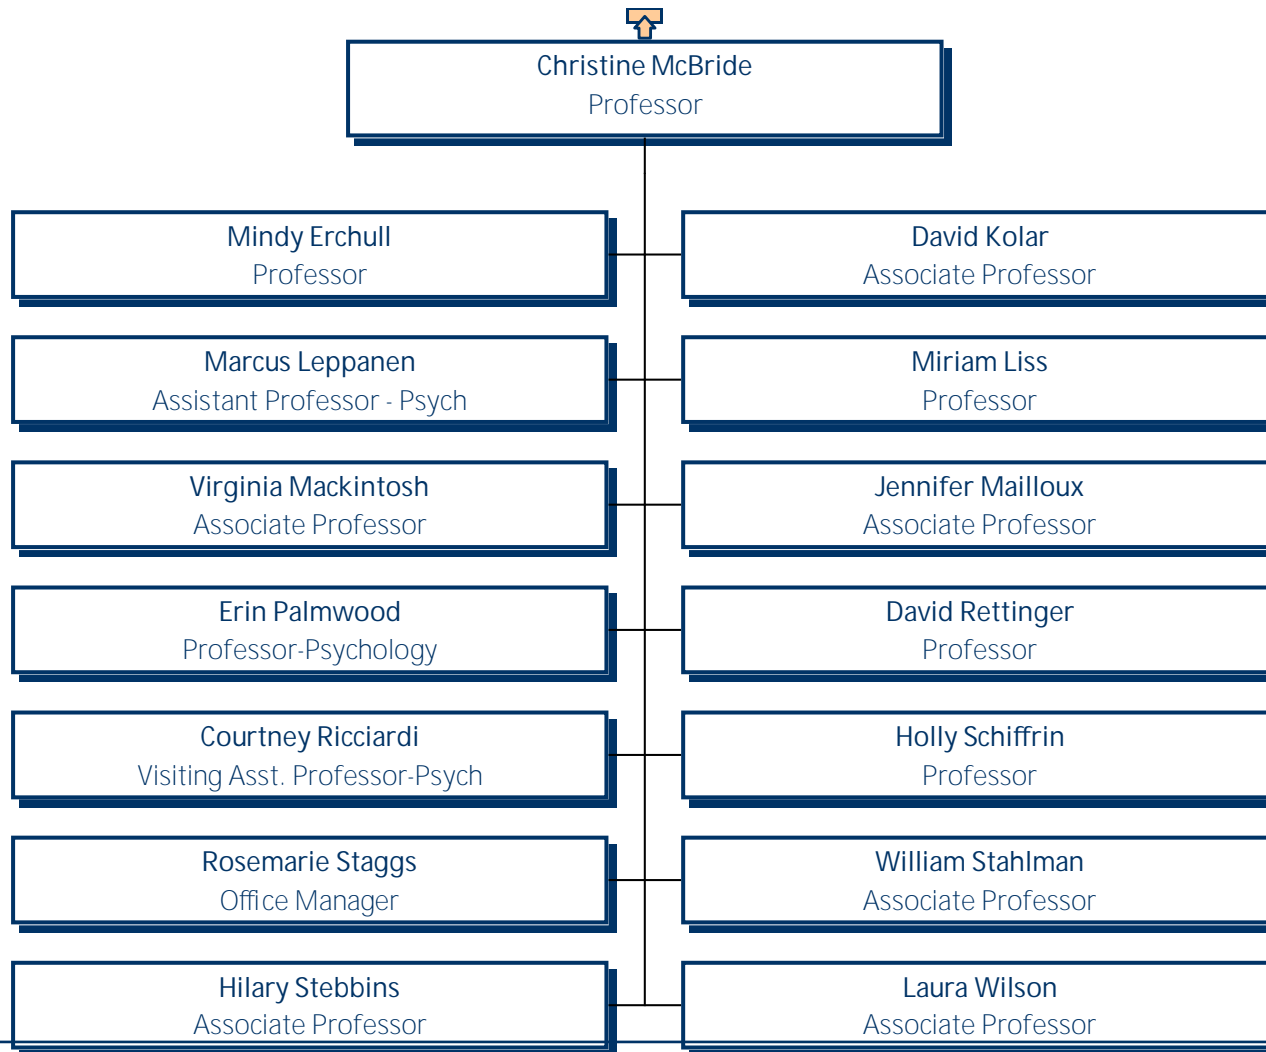 Christine McBride
Professor
Mindy Erchull
Professor
David Kolar
Associate Professor
Marcus Leppanen
Assistant Professor - Psych
Miriam Liss
Professor
Virginia Mackintosh
Associate Professor
Jennifer Mailloux
Associate Professor
Erin Palmwood
Professor-Psychology
David Rettinger
Professor
Courtney Ricciardi
Visiting Asst. Professor-Psych
Holly Schiffrin
Professor
Rosemarie Staggs
Office Manager
William Stahlman
Associate Professor
Hilary Stebbins
Associate Professor
Laura Wilson
Associate Professor